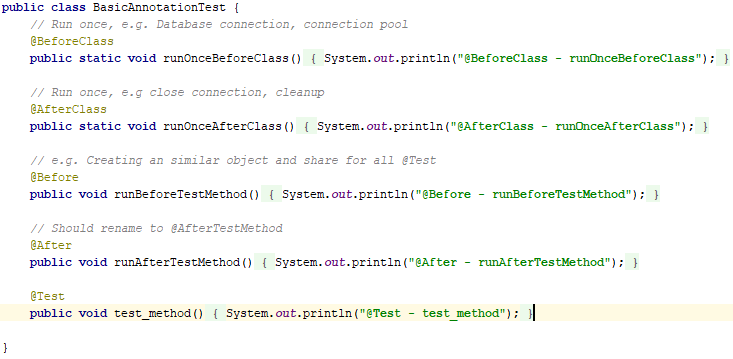 public class BasicAnnotationTest {
// Run once, e.g. Database connection, connection pool
@BeforeClass
public static void runOnceBeforeClass() { System.out.println("@BeforeClass - runOnceBeforeClass"); }
// Run once, e.g close connection, cleanup
@AfterClass
public static void runOnceAfterClass() { System.out.println("@AfterClass - runOnceAfterClass"); }
// e.g. Creating an similar object and share for all @Test
@Before
public void runBeforeTestMethod() { System.out.println("@Before - runBeforeTestMethod"); }
// Should rename to @AfterTestMethod
@After
public void runAfterTestMethod() { System.out.println("@After - runAfterTestMethod"); }
@Test
public void test_method() { System.out.println("@Test - test_method"); }
}